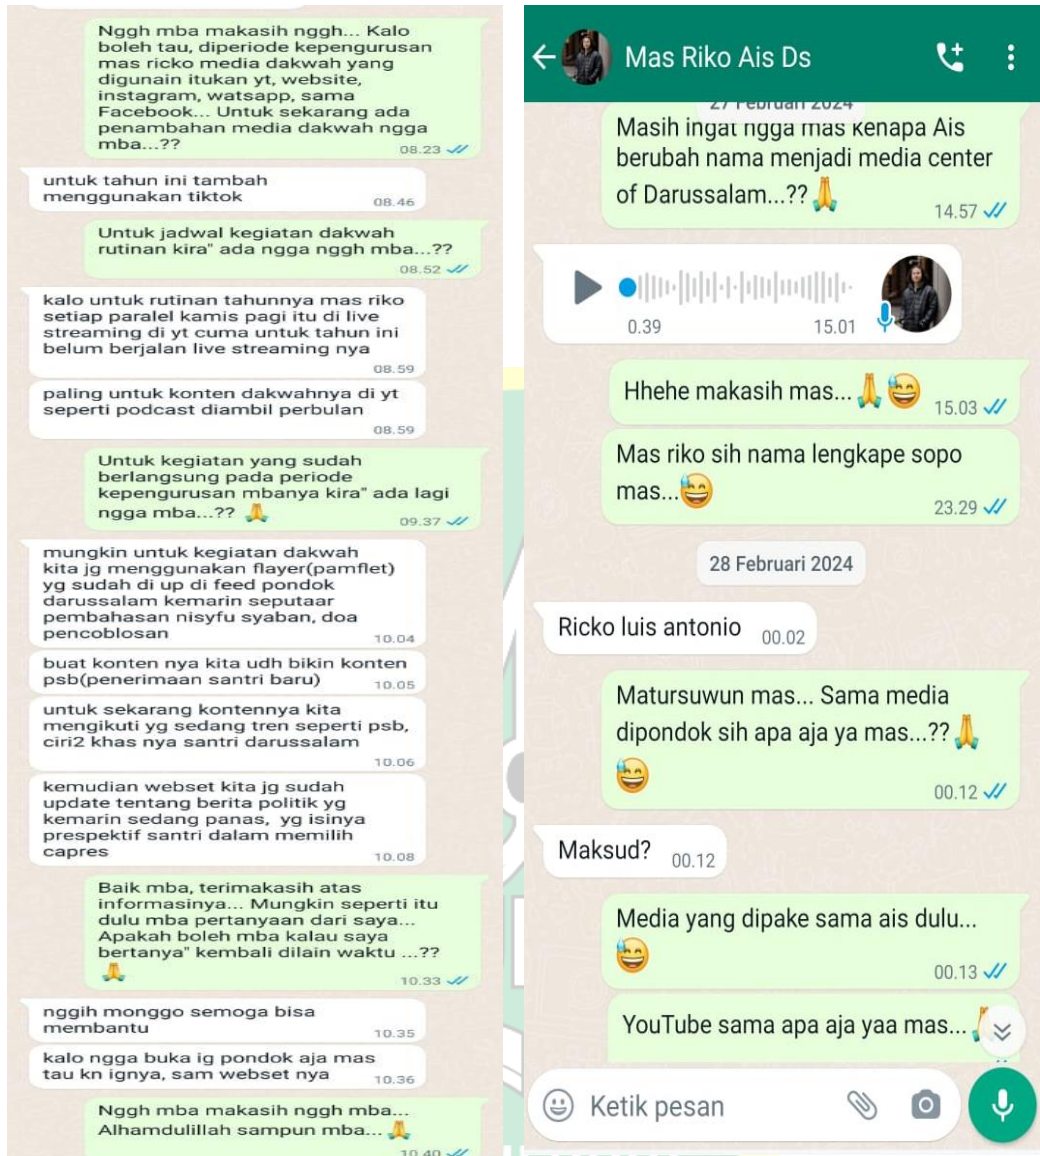 Nggh mba makasih nggh... Kalo
boleh tau, diperiode kepengurusan
mas ricko media dakwah yang
digunain itukan yt, website,
instagram, watsapp, sama
Facebook... Untuk sekarang ada
penambahan media dakwah ngga
mba...??
08.23
untuk tahun ini tambah
menggunakan tiktok
08.46
Untuk jadwal kegiatan dakwah
rutinan kira" ada ngga nggh mba...??
08.52
kalo untuk rutinan tahunnya mas riko
setiap paralel kamis pagi itu di live
streaming di yt cuma untuk tahun ini
belum berjalan live streaming nya
08.59
paling untuk konten dakwahnya di yt
seperti podcast diambil perbulan
08.59
Untuk kegiatan yang sudah
berlangsung pada periode
kepengurusan mbanya kira" ada lagi
ngga mba...?? 🙏
09.37
mungkin untuk kegiatan dakwah
kita jg menggunakan flayer(pamflet)
yg sudah di up di feed pondok
darussalam kemarin seputaar
pembahasan nisyfu syaban, doa
pencoblosan
10.04
buat konten nya kita udh bikin konten
psb(penerimaan santri baru)
10.05
untuk sekarang kontennya kita
mengikuti yg sedang tren seperti psb,
ciri2 khas nya santri darussalam
10.06
kemudian webset kita jg sudah
update tentang berita politik yg
kemarin sedang panas, yg isinya
prespektif santri dalam memilih
capres
10.08
Baik mba, terimakasih atas
informasinya... Mungkin seperti itu
dulu mba pertanyaan dari saya...
Apakah boleh mba kalau saya
bertanya" kembali dilain waktu ...??
🙏
10.33
nggih monggo semoga bisa
membantu
10.35
kalo ngga buka ig pondok aja mas
tau kn ignya, sam webset nya
10.36
Nggh mba makasih nggh mba...
Alhamdulillah sampun mba... 🙏
10.40
Mas Riko Ais Ds
27 Februari 2024
Masih ingat ngga mas kenapa Ais
berubah nama menjadi media center
of Darussalam...?? 🙏
14.57
0.39
15.01
Hhehe makasih mas... 🙏😅
15.03
Mas riko sih nama lengkape sopo
mas...😅
23.29
28 Februari 2024
Ricko luis antonio
00.02
Matursuwun mas... Sama media
dipondok sih apa aja ya mas...?? 🙏
😅
00.12
Maksud?
00.12
Media yang dipake sama ais dulu...
😅
00.13
YouTube sama apa aja yaa mas... 🙏
Ketik pesan